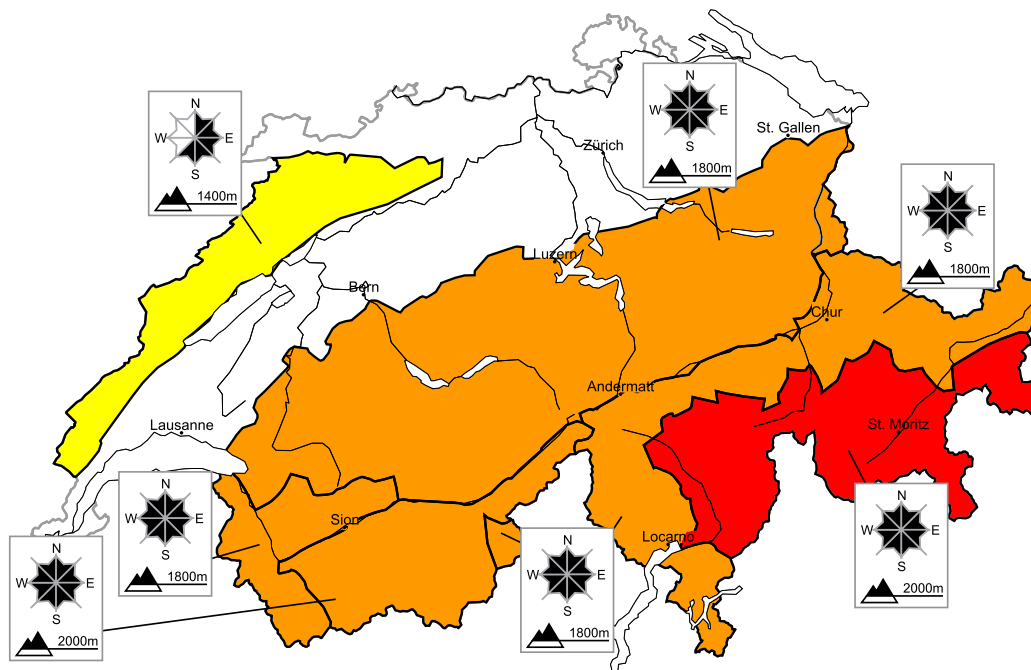 N
W E
S
1800m
St. Gallen
Zürich
N
W E
S
1400m
N
W E
S
1800m
Luzern
Bern
Chur
Andermatt
Lausanne
St. Moritz
N
W E
S
1800m
N
W E
S
2000m
Sion
Locarno
N
W E
S
2000m
N
W E
S
1800m